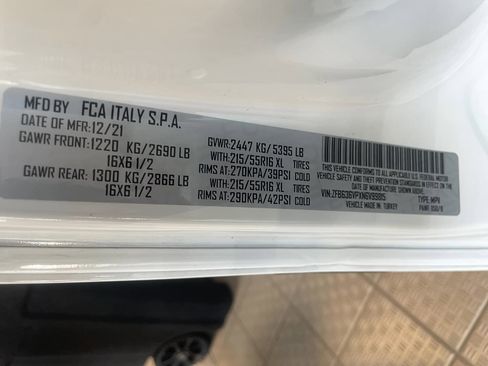 MFD BY FCA ITALY S.P.A.
DATE OF MFR: 12/21
GAWR FRONT: 1220 KG/2690 LB
16X6 1/2
GAWR REAR: 1300 KG/2866 LB
16X6 1/2
GVWR: 2447 KG/5395 LB
WITH: 215/55R16 XL TIRES
RIMS AT: 270KPA/39PSI COLD
WITH: 215/55R16 XL TIRES
RIMS AT: 290KPA/42PSI COLD
THIS VEHICLE CONFORMS TO ALL APPLICABLE
FEDERAL MOTOR VEHICLE SAFETY, BUMPER AND
THEFT PREVENTION STANDARDS IN EFFECT ON THE
DATE OF MANUFACTURE SHOWN ABOVE.
TYPE: MPV
VEHICLE MADE IN: TURKEY